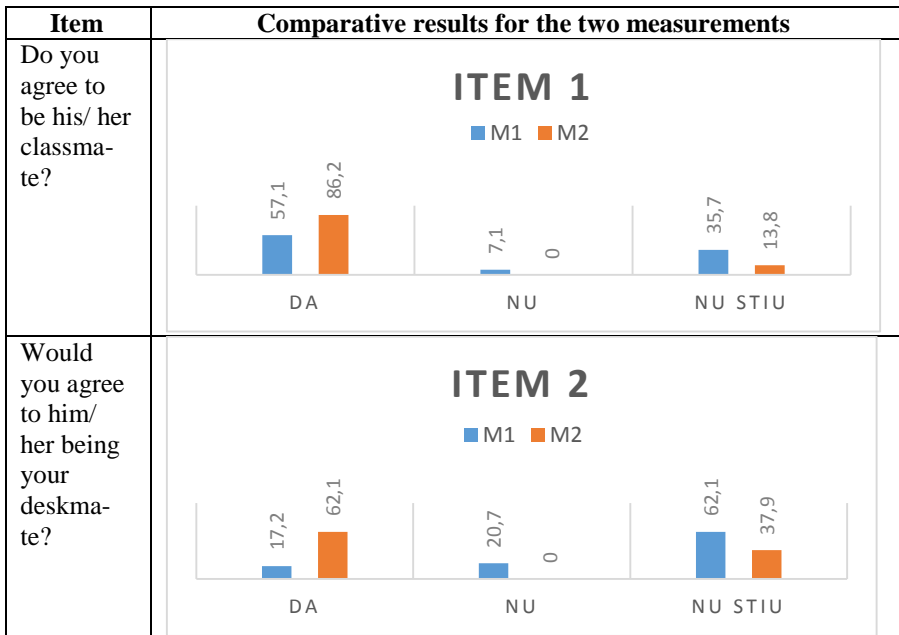 Item
Comparative results for the two measurements
Do you
agree to
be his/ her
classma-
te?
ITEM 1
M1 M2
57,1 86,2 7,1 0 35,7 13,8
DA NU NU STIU
Would
you agree
to him/
her being
your
deskma-
te?
ITEM 2
M1 M2
17,2 62,1 20,7 0 62,1 37,9
DA NU NU STIU